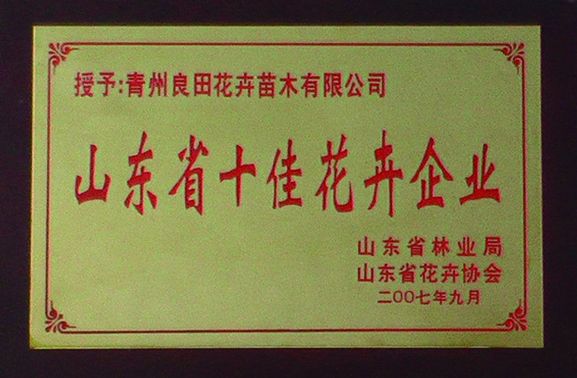 授予:青州良田花卉苗木有限公司
山东省十佳花卉企业
山东省林业局
山东省花卉协会
二00七年九月